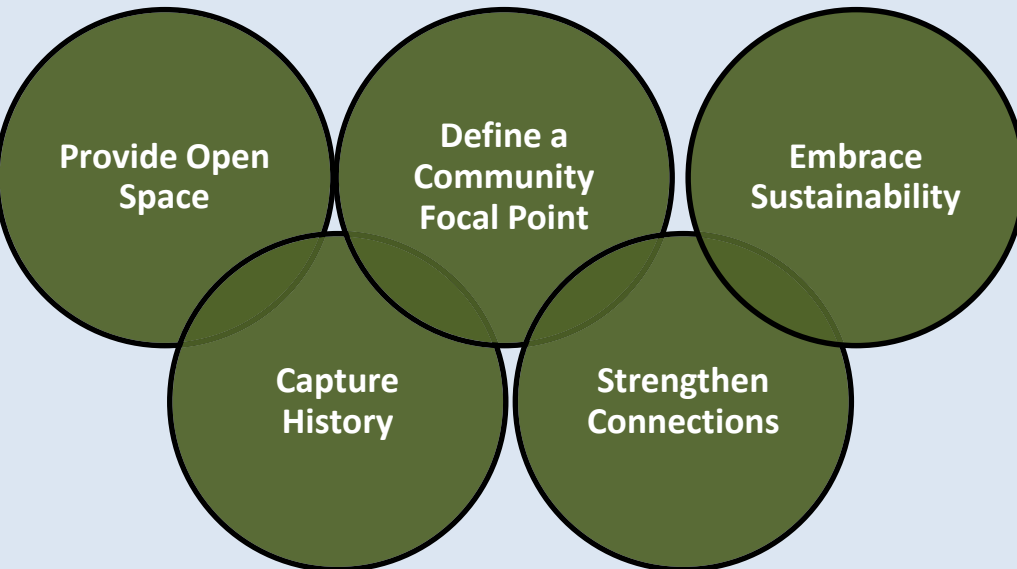 Provide Open
Space
Define a
Community
Focal Point
Embrace
Sustainability
Capture
History
Strengthen
Connections